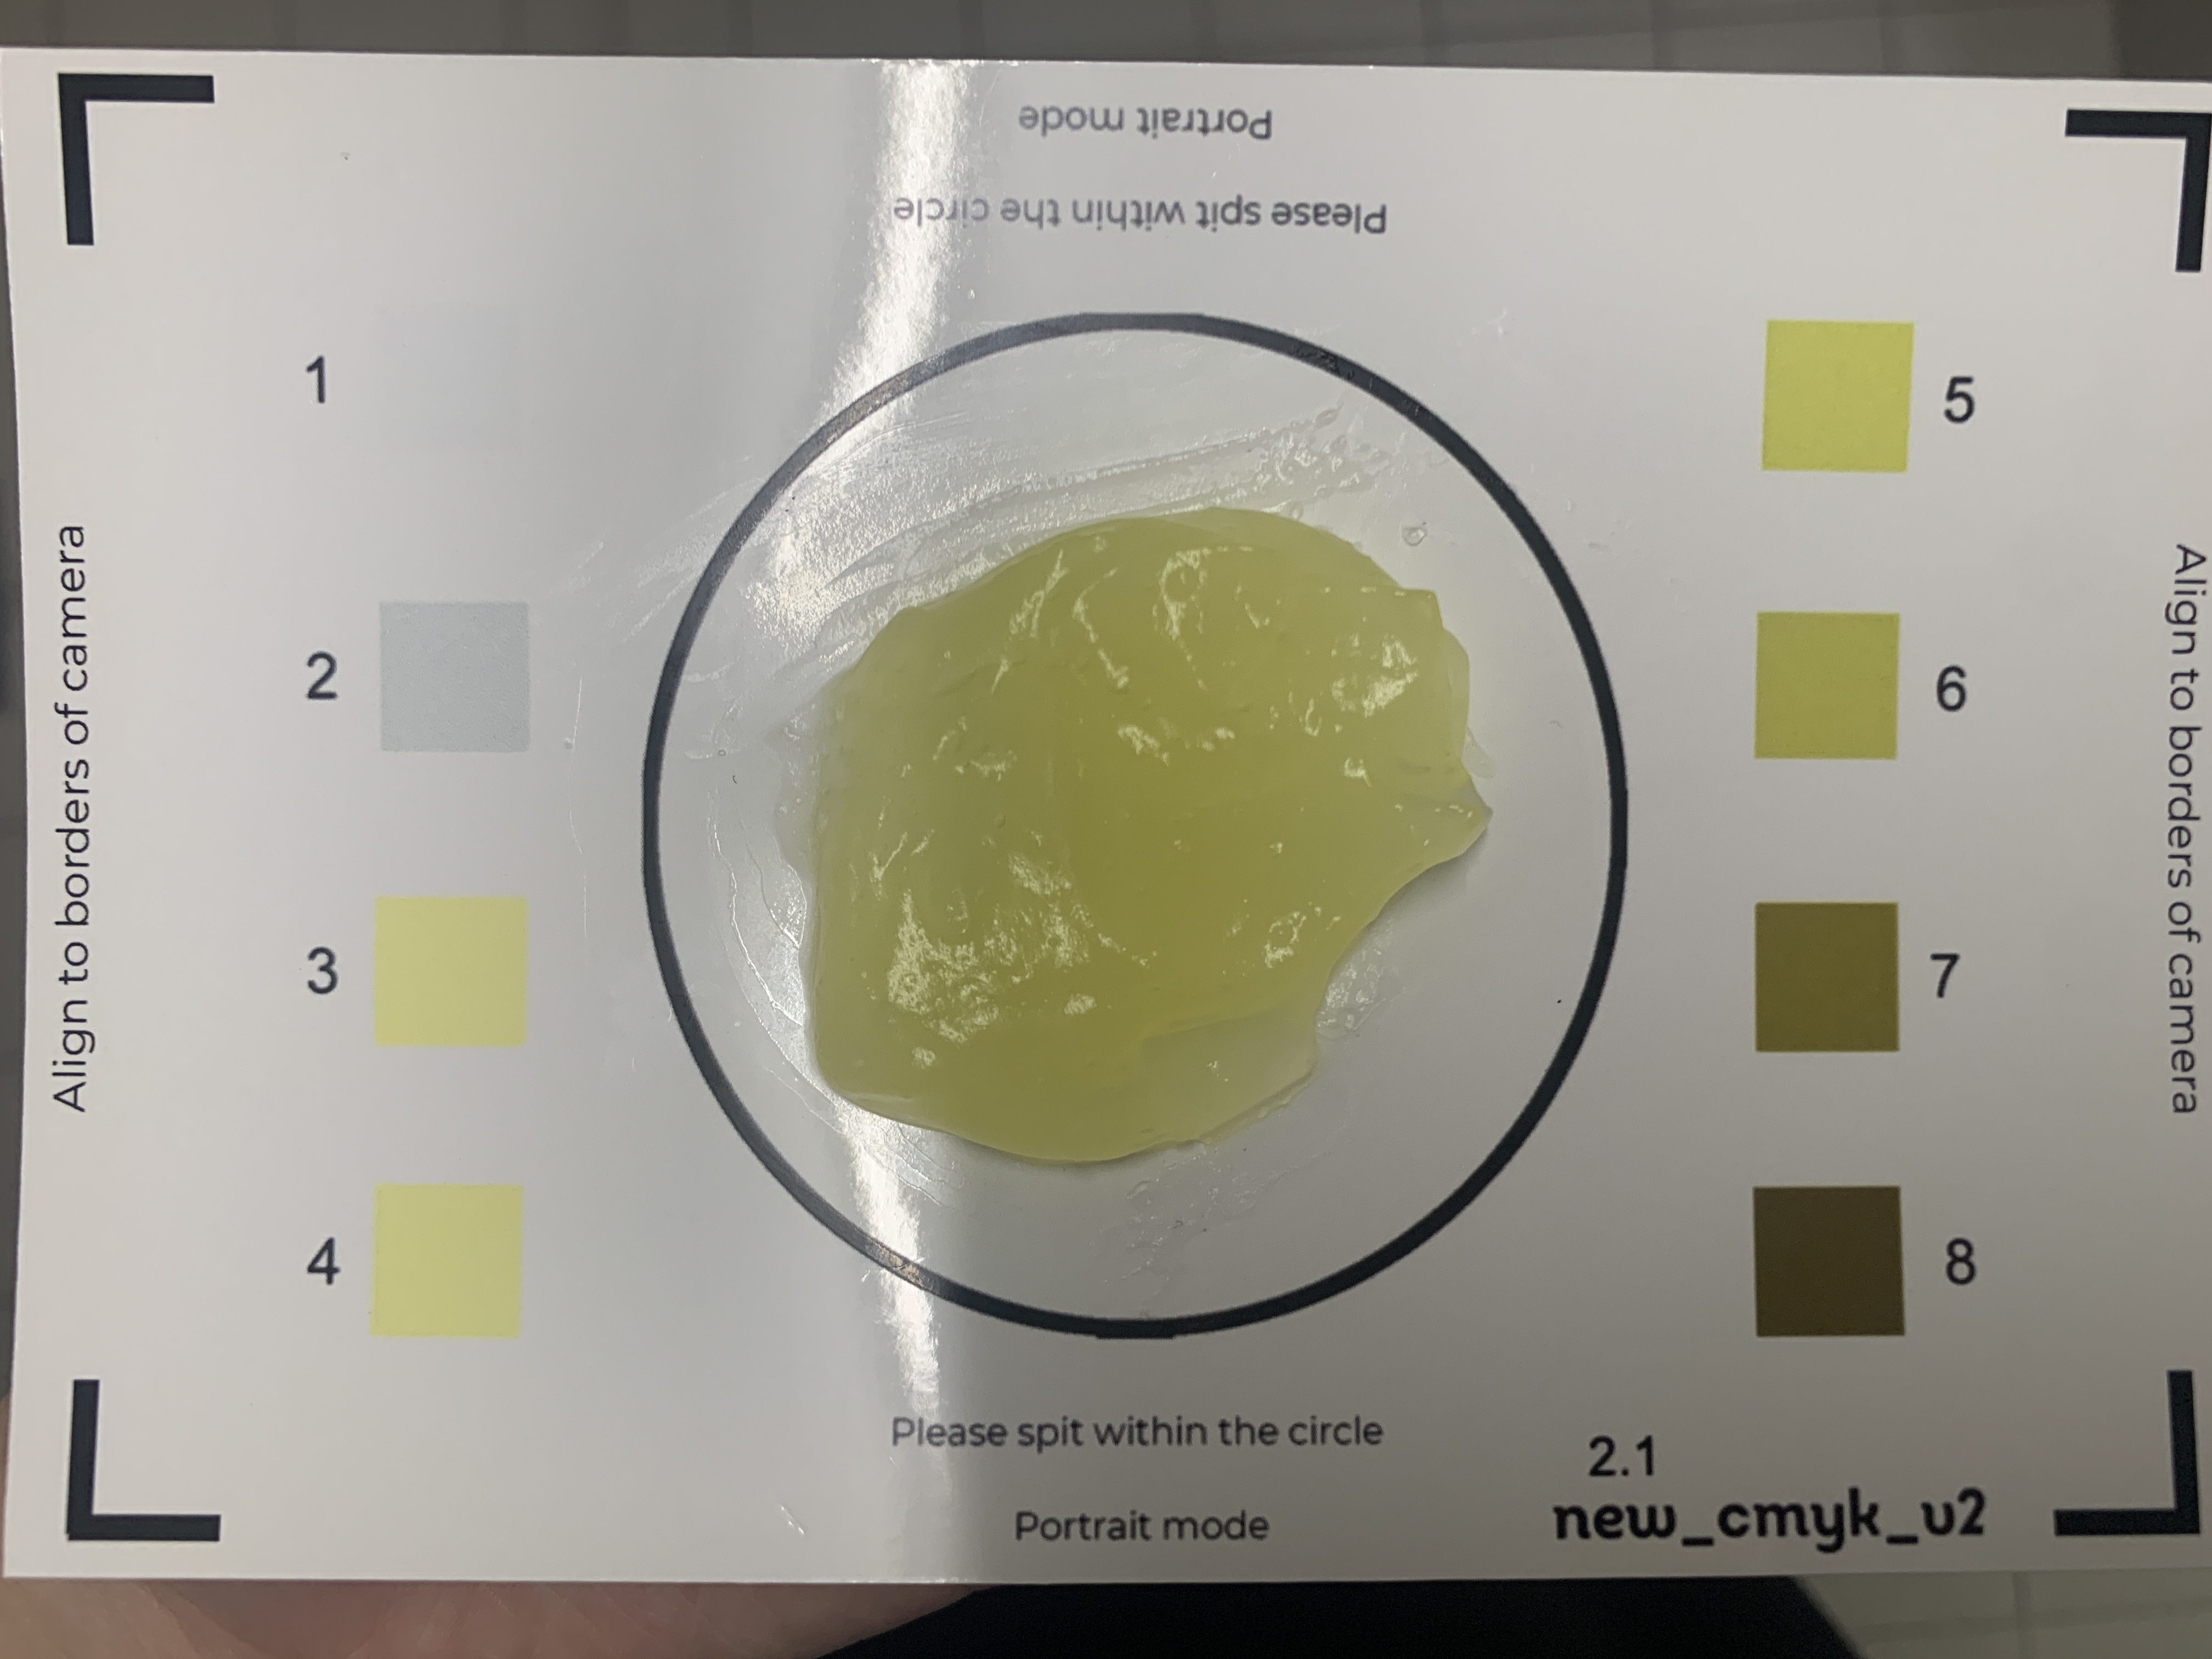 Align to borders of camera
4
3
2
1
Please spit within the circle
Portrait mode
Please spit within the circle
Portrait mode
2.1
new_cmyk_v2
8
7
6
5
Align to borders of camera